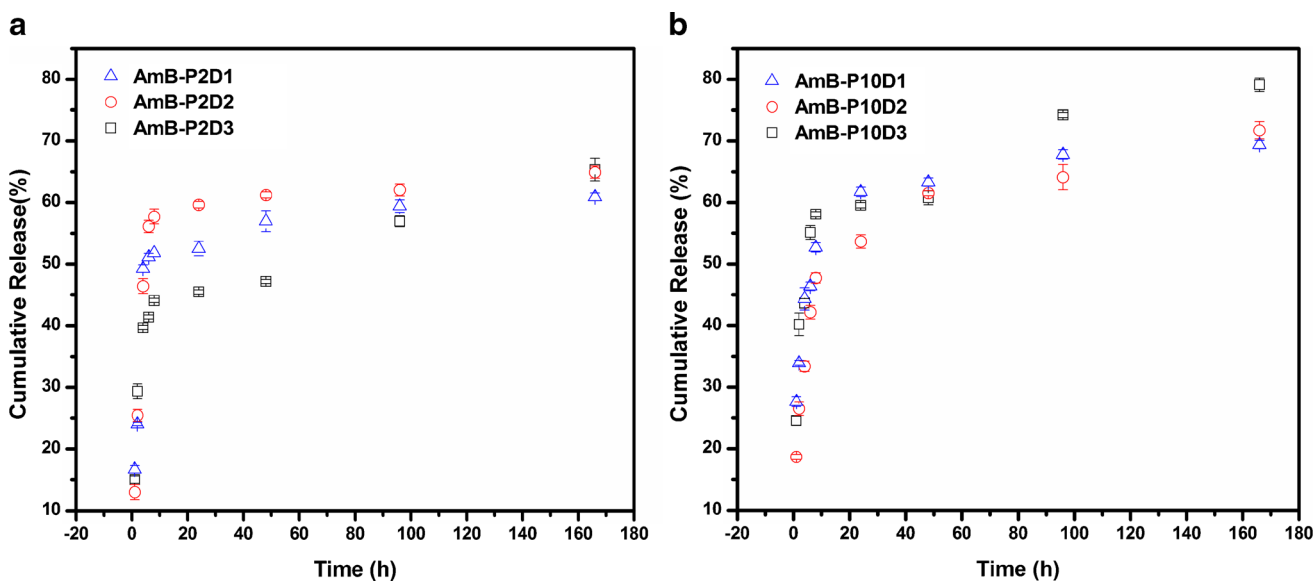 a
AmB-P2D1
AmB-P2D2
AmB-P2D3
Cumulative Release(%)
80
70
60
50
40
30
20
10
-20 0 20 40 60 80 100 120 140 160 180
Time (h)
b
AmB-P10D1
AmB-P10D2
AmB-P10D3
Cumulative Release (%)
80
70
60
50
40
30
20
10
-20 0 20 40 60 80 100 120 140 160 180
Time (h)